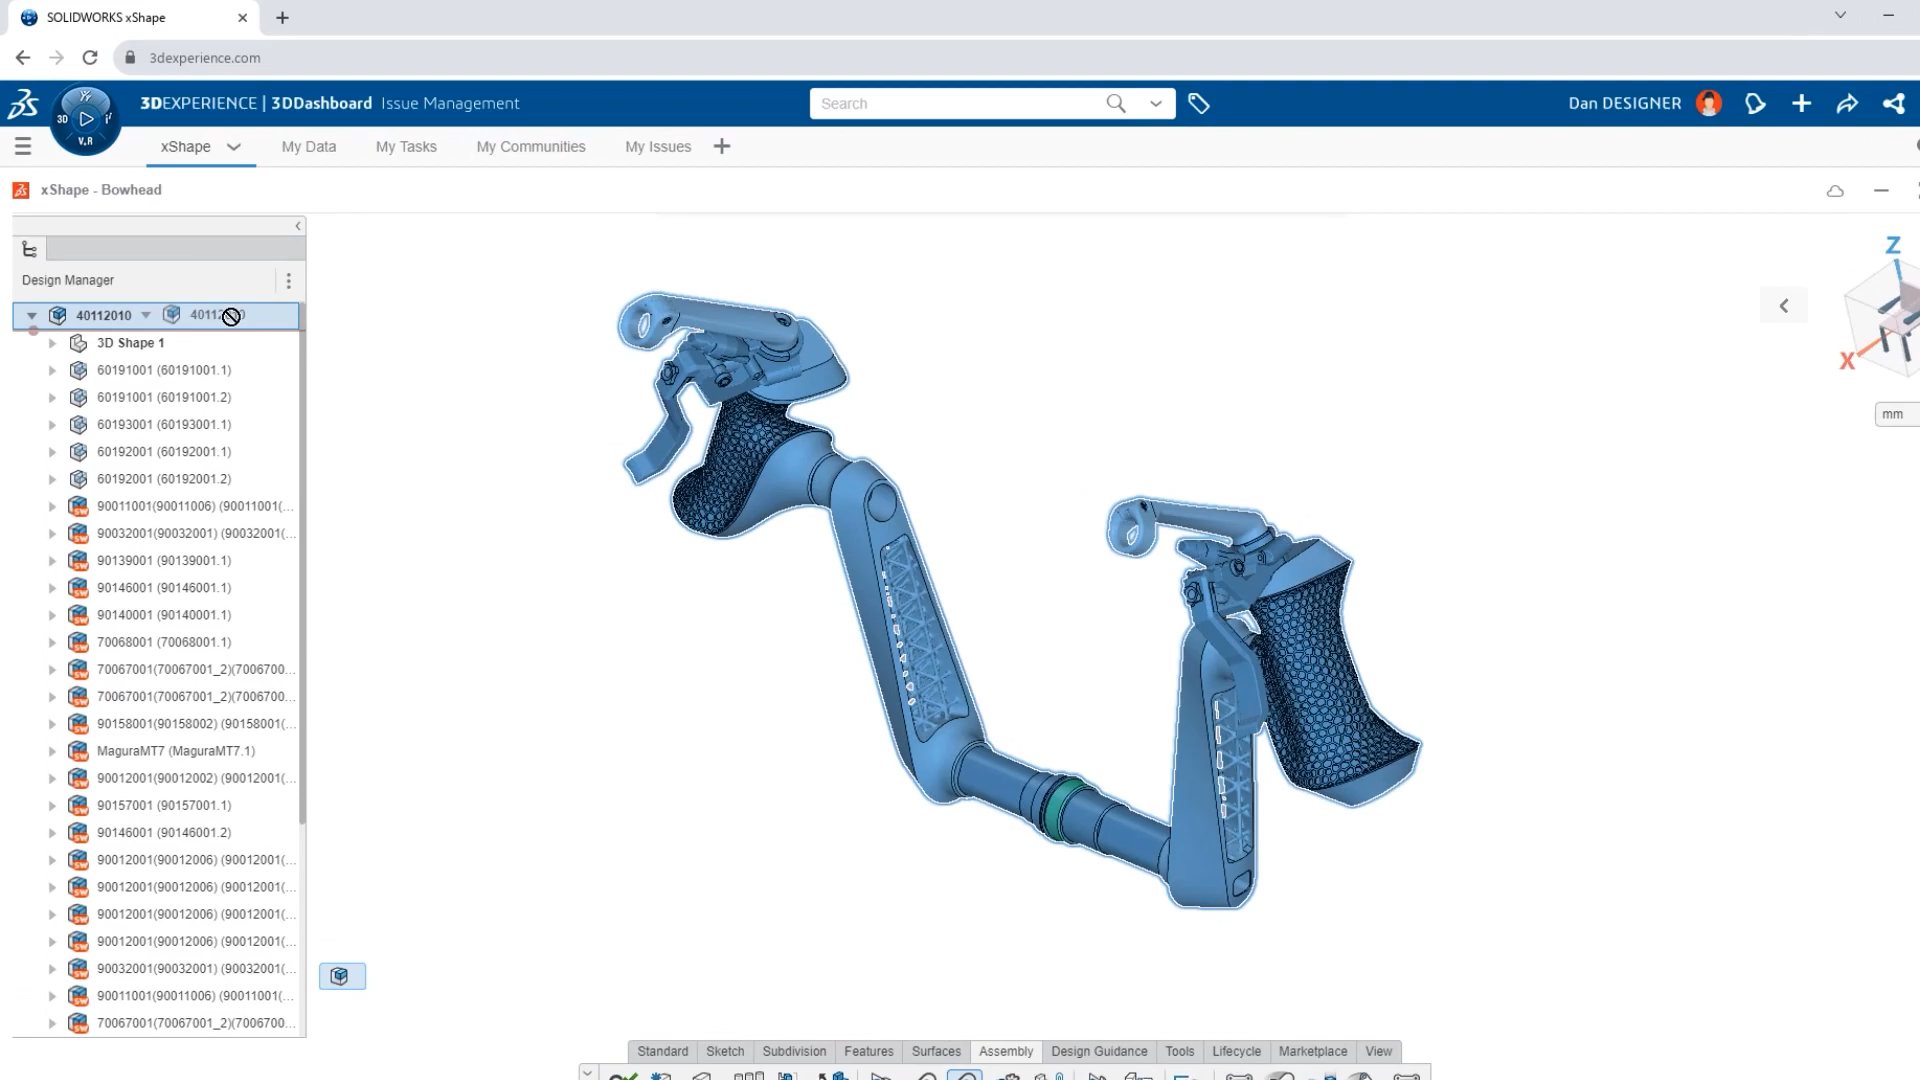 SOLIDWORKS xShape
3dexperience.com
3DEXPERIENCE | 3DDashboard Issue Management
Search
Dan DESIGNER
3D
V.R
xShape
My Data
My Tasks
My Communities
My Issues
xShape - Bowhead
Design Manager
40112010
3D Shape 1
60191001 (60191001.1)
60191001 (60191001.2)
60193001 (60193001.1)
60192001 (60192001.1)
60192001 (60192001.2)
90011001(90011006) (90011001(...
90032001(90032001) (90032001(...
90139001 (90139001.1)
90146001 (90146001.1)
90140001 (90140001.1)
70068001 (70068001.1)
70067001(70067001_2)(7006700...
70067001(70067001_2)(7006700...
90158001(90158002) (90158001(...
MaguraMT7 (MaguraMT7.1)
90012001(90012002) (90012001(...
90157001 (90157001.1)
90146001 (90146001.2)
90012001(90012006) (90012001(...
90012001(90012006) (90012001(...
90012001(90012006) (90012001(...
90012001(90012006) (90012001(...
90032001(90032001) (90032001(...
90011001(90011006) (90011001(...
70067001(70067001_2)(7006700...
Z
X
mm
Standard
Sketch
Subdivision
Features
Surfaces
Assembly
Design Guidance
Tools
Lifecycle
Marketplace
View